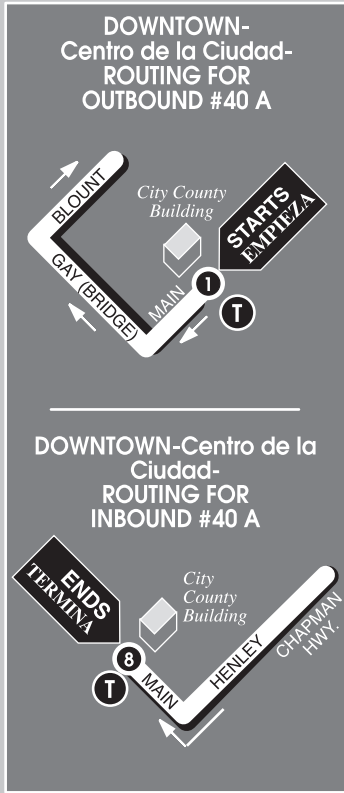 DOWNTOWN-
Centro de la Ciudad-
ROUTING FOR
OUTBOUND #40 A
BLOUNT
City County
Building
STARTS
EMPIEZA
GAY (BRIDGE)
MAIN
1
T
DOWNTOWN-Centro de la
Ciudad-
ROUTING FOR
INBOUND #40 A
ENDS
TERMINA
City
County
Building
8
T
MAIN
HENLEY
CHAPMAN
HWY.